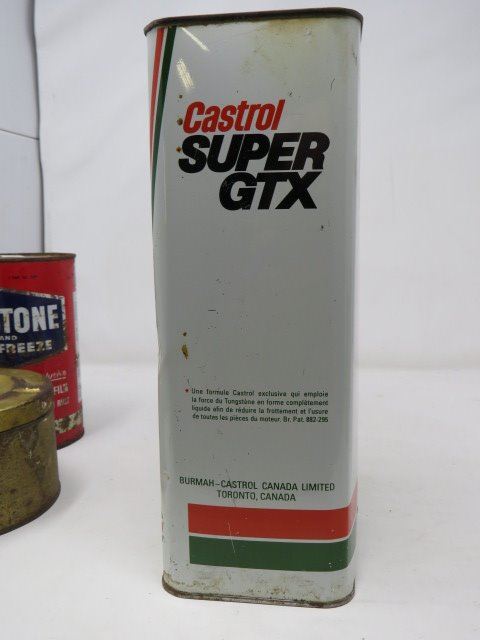 Castrol
SUPER
GTX
* Une formule Castrol exclusive qui emploie
la force du Tungstène en forme complètement
liquide afin de réduire la frottement et l'usure
de toutes les pièces du moteur. Br. Pat. 882-295
BURMAH-CASTROL CANADA LIMITED
TORONTO, CANADA
TONE
AND
FREEZE